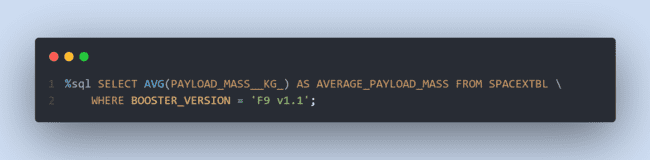 1 %sql SELECT AVG(PAYLOAD_MASS__KG_) AS AVERAGE_PAYLOAD_MASS FROM SPACEXTBL \
2 WHERE BOOSTER_VERSION = 'F9 v1.1';